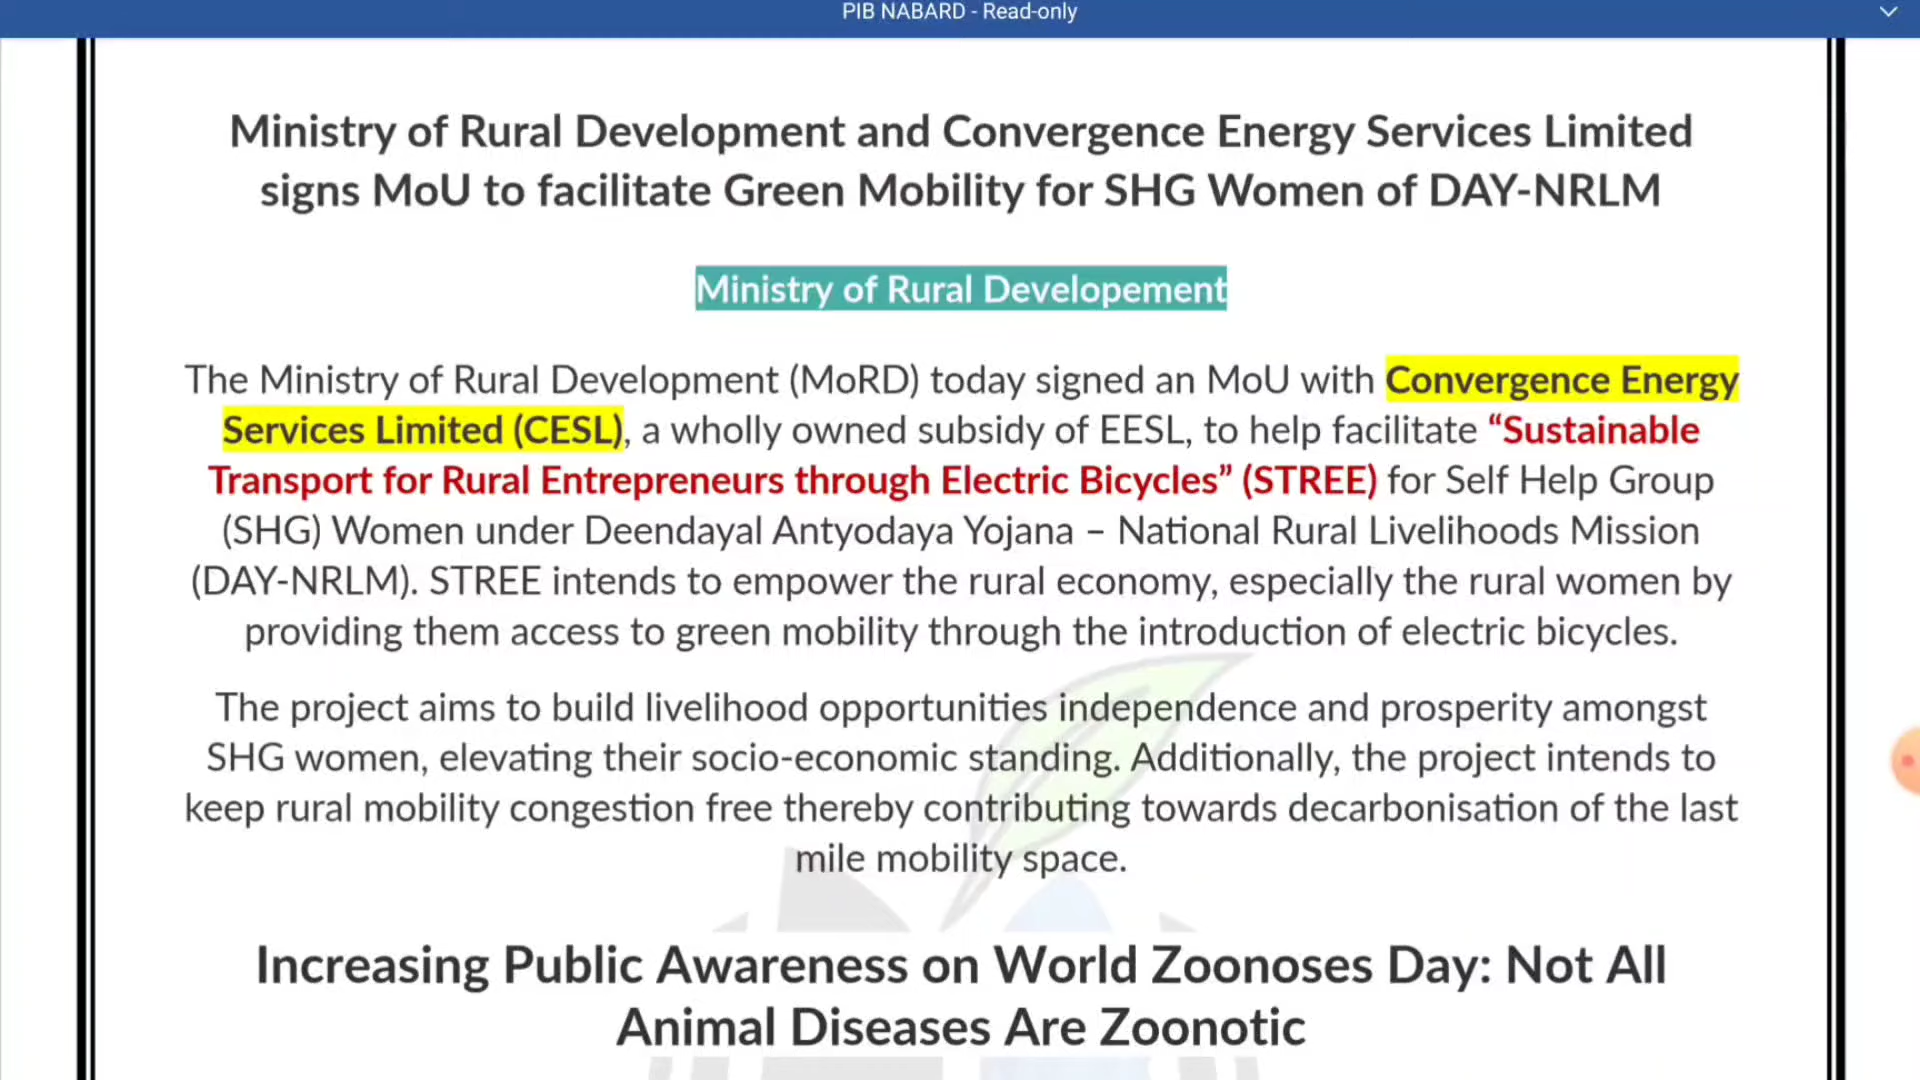 PIB NABARD - Read-only
Ministry of Rural Development and Convergence Energy Services Limited
signs MoU to facilitate Green Mobility for SHG Women of DAY-NRLM
Ministry of Rural Developement
The Ministry of Rural Development (MoRD) today signed an MoU with Convergence Energy
Services Limited (CESL), a wholly owned subsidy of EESL, to help facilitate “Sustainable
Transport for Rural Entrepreneurs through Electric Bicycles” (STREE) for Self Help Group
(SHG) Women under Deendayal Antyodaya Yojana – National Rural Livelihoods Mission
(DAY-NRLM). STREE intends to empower the rural economy, especially the rural women by
providing them access to green mobility through the introduction of electric bicycles.
The project aims to build livelihood opportunities independence and prosperity amongst
SHG women, elevating their socio-economic standing. Additionally, the project intends to
keep rural mobility congestion free thereby contributing towards decarbonisation of the last
mile mobility space.
Increasing Public Awareness on World Zoonoses Day: Not All
Animal Diseases Are Zoonotic